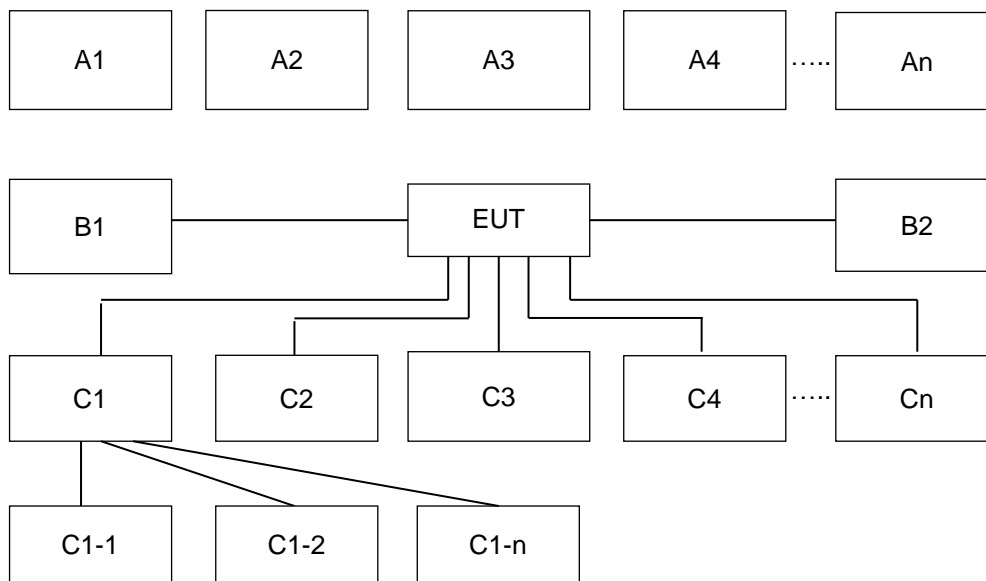 A1 A2 A3 A4 ..... An
B1 EUT B2
C1 C2 C3 C4 ..... Cn
C1-1 C1-2 C1-n